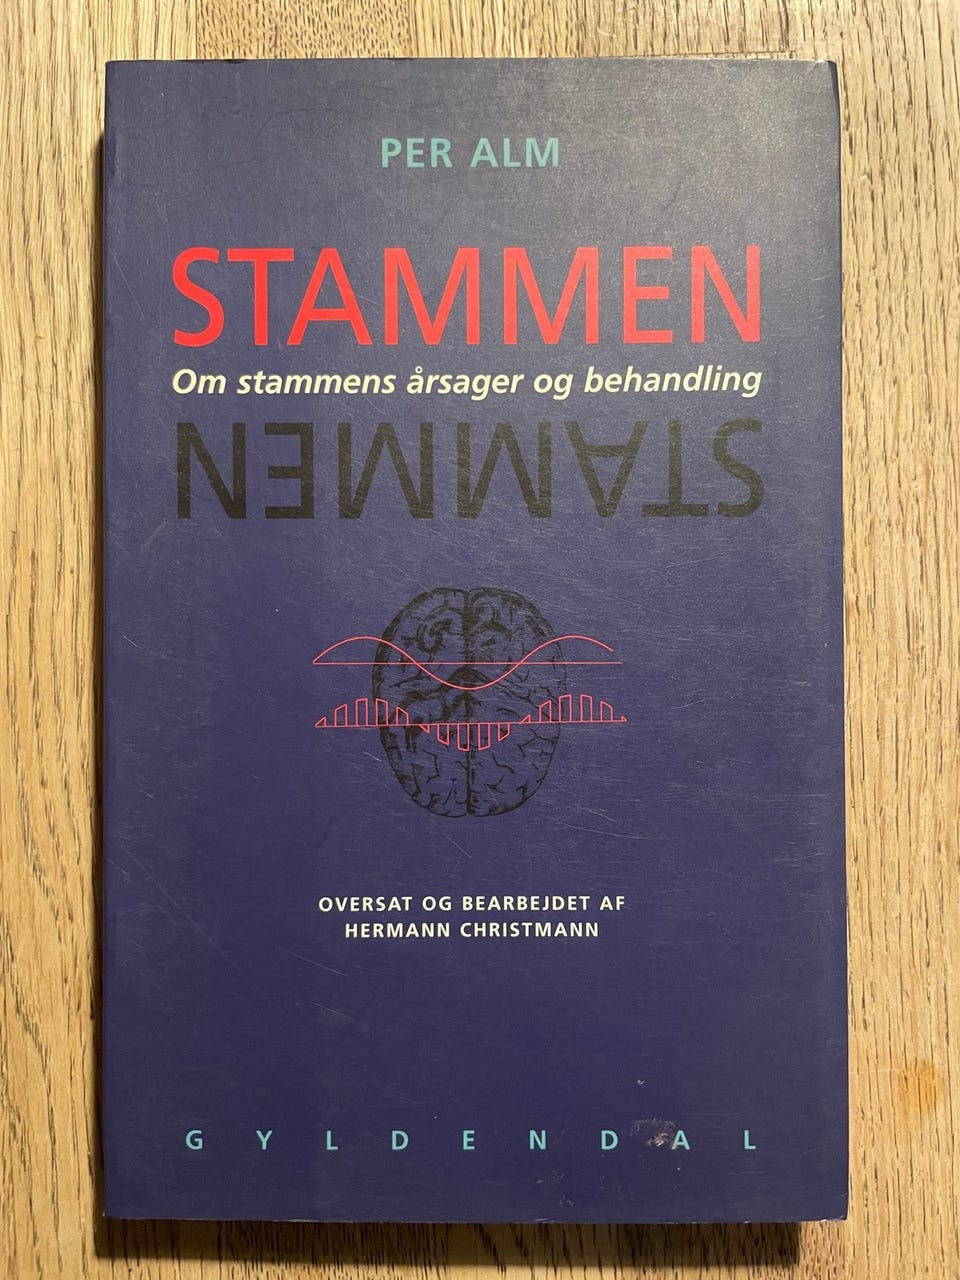 PER ALM
STAMMEN
Om stammens årsager og behandling
STAMMEN
OVERSAT OG BEARBEJDET AF
HERMANN CHRISTMANN
GYLDENDAL